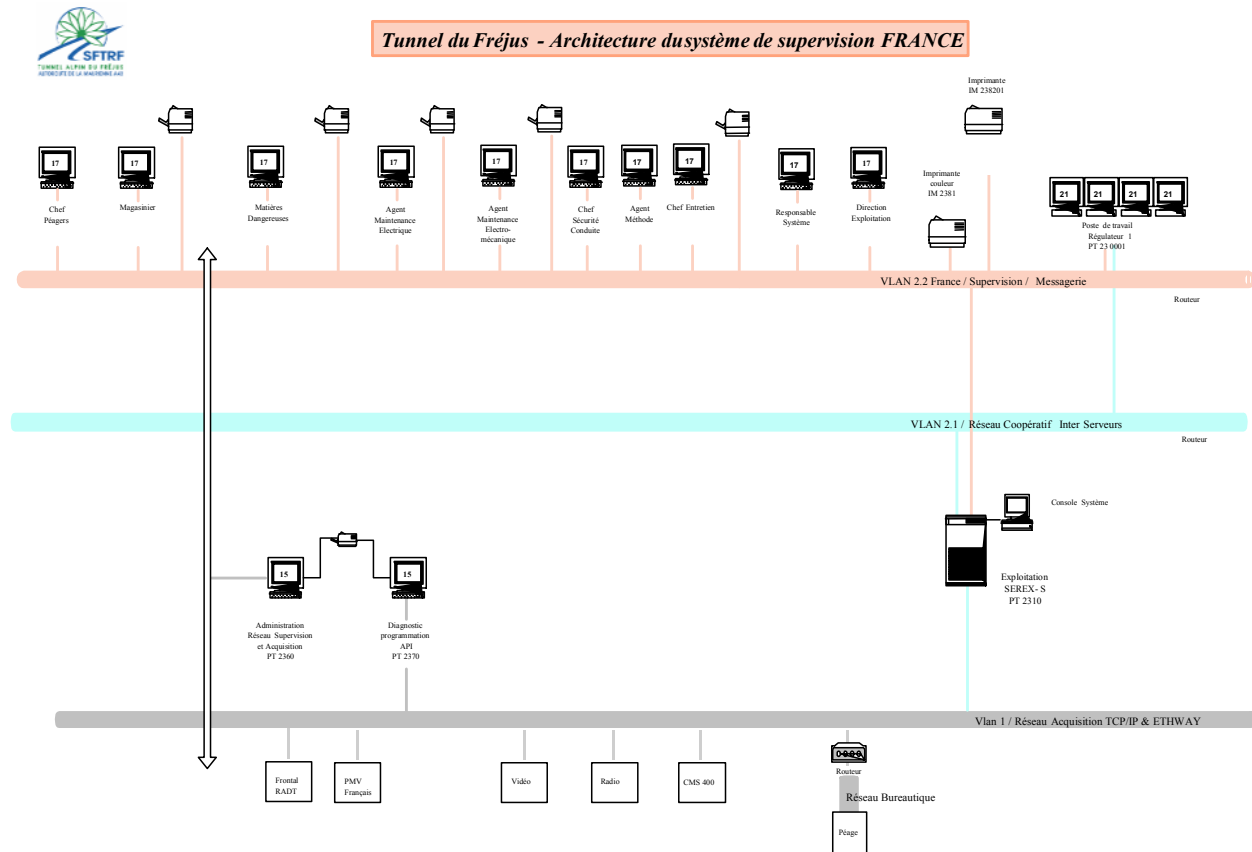 SFTRF
TUNNEL ALPIN DU FRÉJUS
AUTOROUTE DE LA MAURIENNE A43
Tunnel du Fréjus - Architecture dusystème de supervision FRANCE
Imprimante
IM 238201
17
17
17
17
17
17
17
17
17
17
Chef
Péagers
Magasinier
Matières
Dangereuses
Agent
Maintenance
Electrique
Agent
Maintenance
Electro-
mécanique
Chef
Sécurité
Conduite
Agent
Méthode
Chef Entretien
Responsable
Système
Direction
Exploitation
Imprimante
couleur
IM 2381
21
21
21
21
Poste de travail
Régulateur 1
PT 23 0001
VLAN 2.2 France / Supervision / Messagerie
Routeur
VLAN 2.1 / Réseau Coopératif Inter Serveurs
Routeur
Console Système
Exploitation
SEREX- S
PT 2310
15
15
Administration
Réseau Supervision
et Acquisition
PT 2360
Diagnostic
programmation
API
PT 2370
Vlan 1 / Réseau Acquisition TCP/IP & ETHWAY
Frontal
RADT
PMV
Français
Vidéo
Radio
CMS 400
Routeur
Réseau Bureautique
Péage